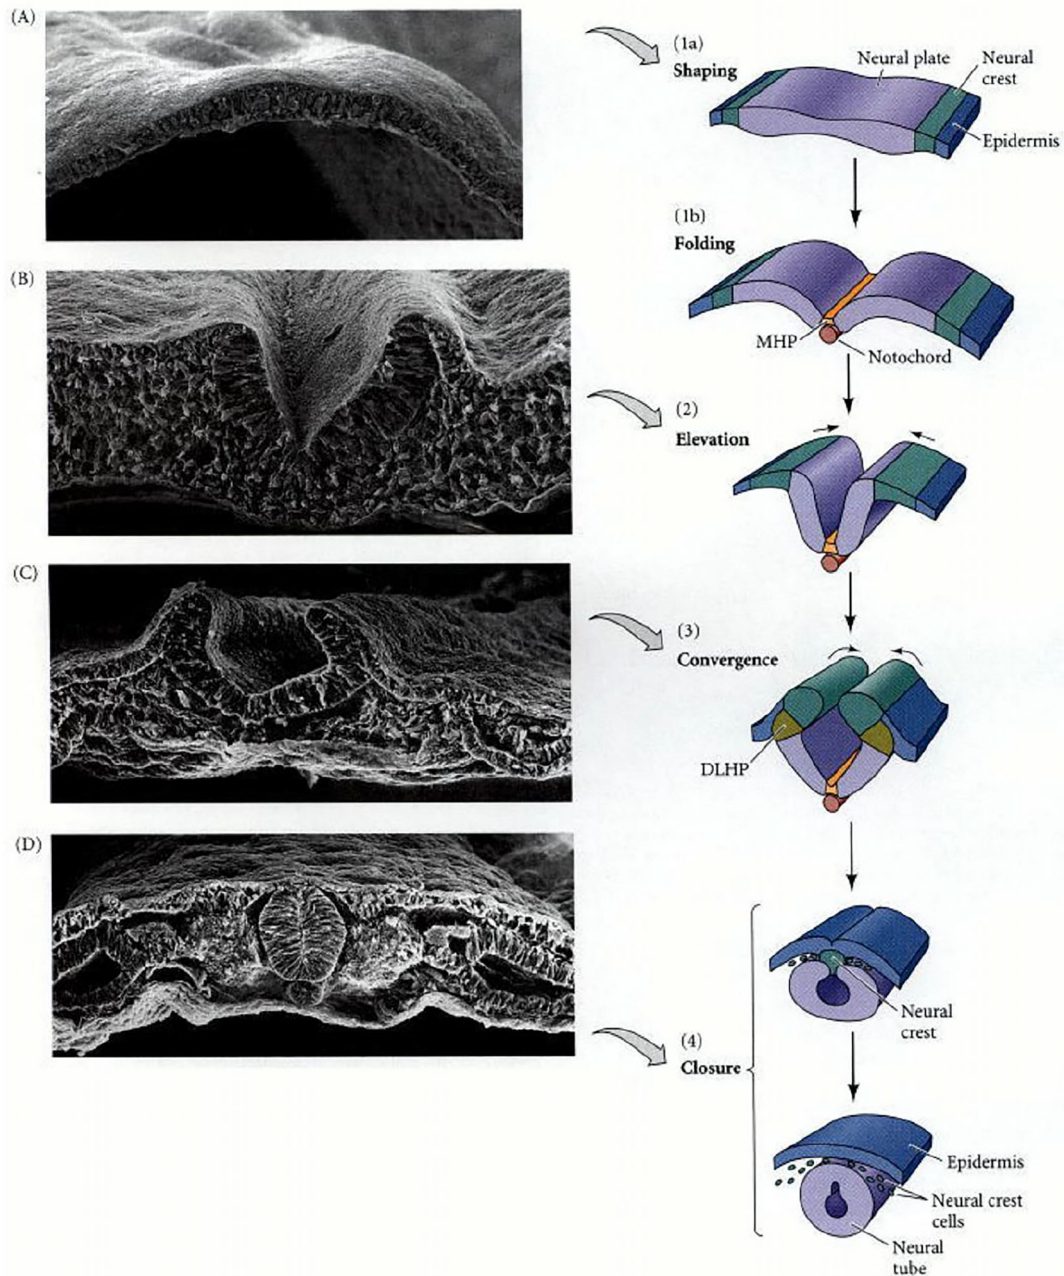 (A)
(1a)
Shaping
Neural plate
Neural
crest
Epidermis
(1b)
Folding
MHP
Notochord
(B)
(2)
Elevation
(C)
(3)
Convergence
DLHP
(D)
Neural
crest
(4)
Closure
Epidermis
Neural crest
cells
Neural
tube